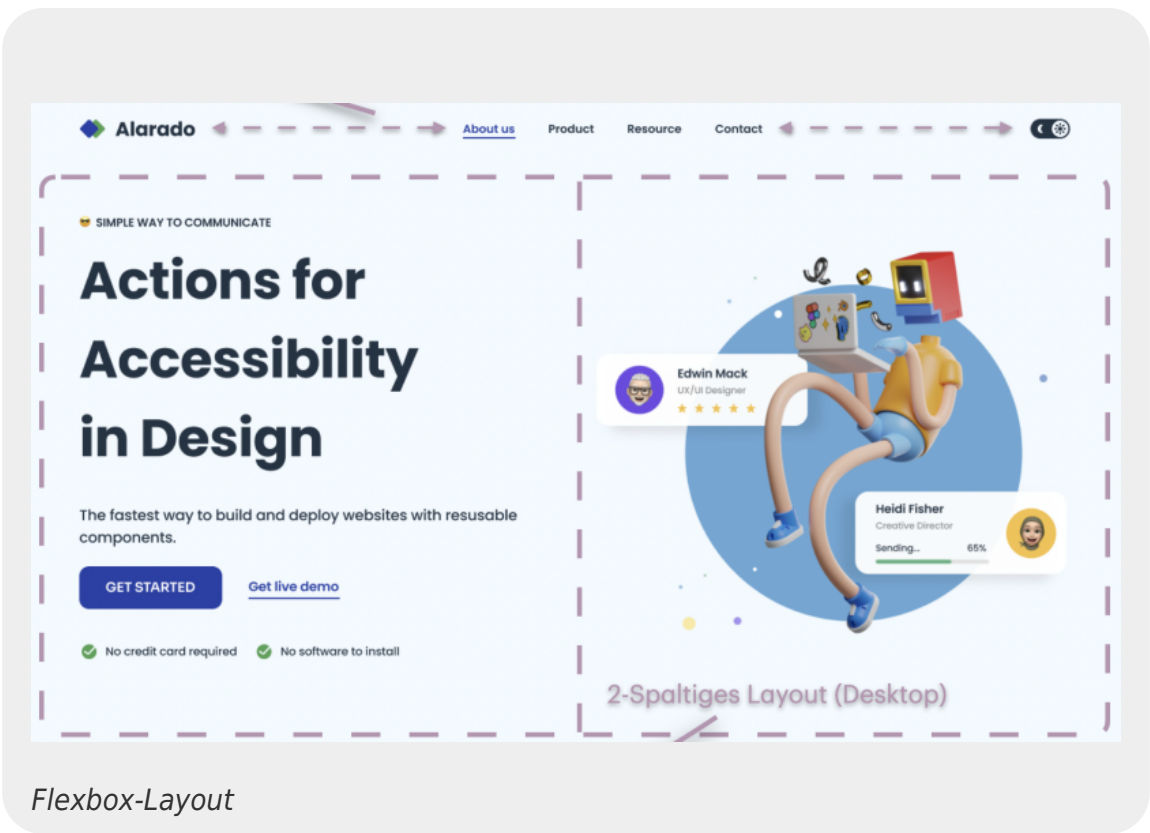 Alarado
About us
Product
Resource
Contact
SIMPLE WAY TO COMMUNICATE
Actions for
Accessibility
in Design
The fastest way to build and deploy websites with resusable
components.
GET STARTED
Get live demo
No credit card required
No software to install
Edwin Mack
UX/UI Designer
Heidi Fisher
Creative Director
Sending...
65%
2-Spaltiges Layout (Desktop)
Flexbox-Layout